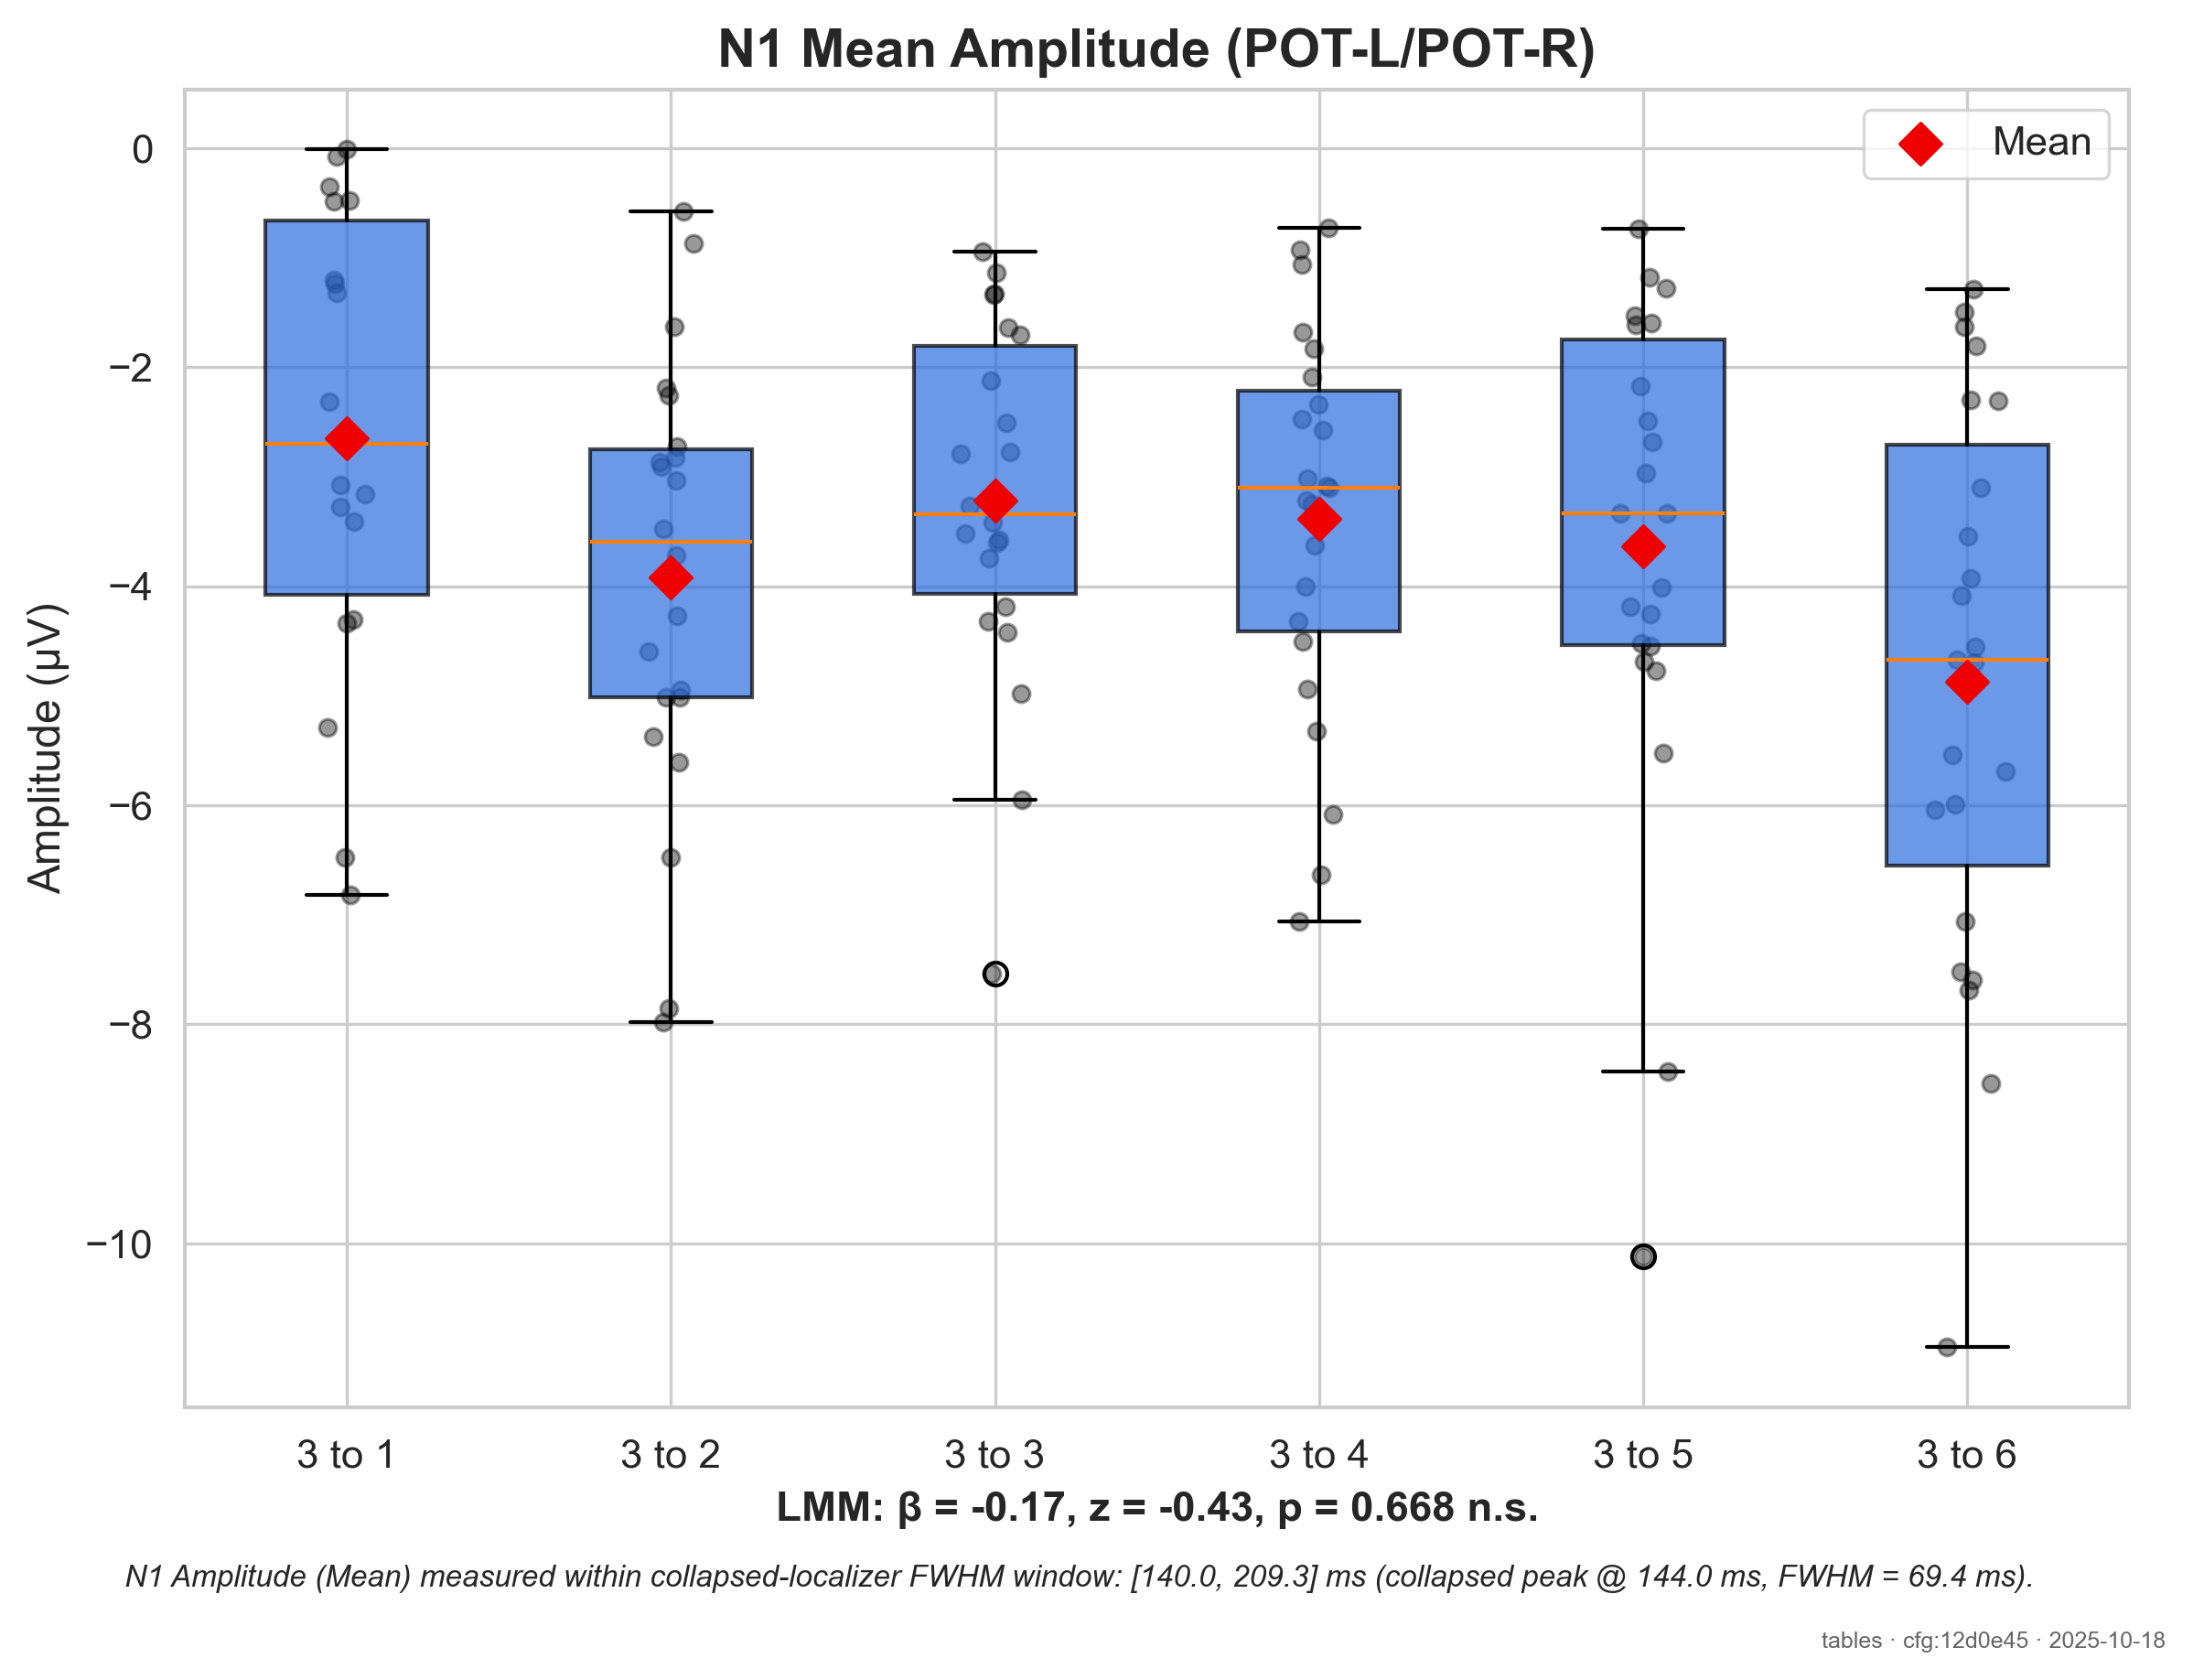 N1 Mean Amplitude (POT-L/POT-R)
Mean
Amplitude (µV)
0
−2
−4
−6
−8
−10
3 to 1 3 to 2 3 to 3 3 to 4 3 to 5 3 to 6
LMM: β = -0.17, z = -0.43, p = 0.668 n.s.
N1 Amplitude (Mean) measured within collapsed-localizer FWHM window: [140.0, 209.3] ms (collapsed peak @ 144.0 ms, FWHM = 69.4 ms).
tables · cfg:12d0e45 · 2025-10-18